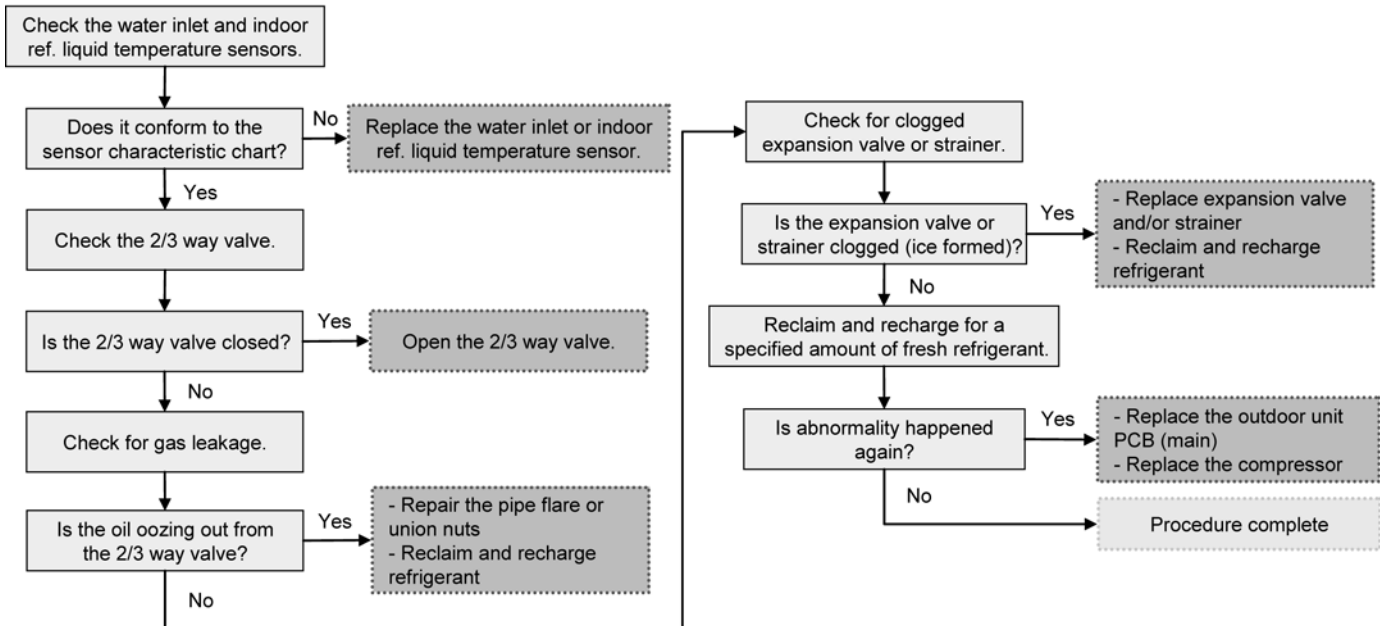 Check the water inlet and indoor
ref. liquid temperature sensors.
Does it conform to the
sensor characteristic chart?
No
Replace the water inlet or indoor
ref. liquid temperature sensor.
Yes
Check the 2/3 way valve.
Is the 2/3 way valve closed?
Yes
Open the 2/3 way valve.
No
Check for gas leakage.
Is the oil oozing out from
the 2/3 way valve?
Yes
- Repair the pipe flare or
union nuts
- Reclaim and recharge
refrigerant
No
Check for clogged
expansion valve or strainer.
Is the expansion valve or
strainer clogged (ice formed)?
Yes
- Replace expansion valve
and/or strainer
- Reclaim and recharge
refrigerant
No
Reclaim and recharge for a
specified amount of fresh refrigerant.
Is abnormality happened
again?
Yes
- Replace the outdoor unit
PCB (main)
- Replace the compressor
No
Procedure complete